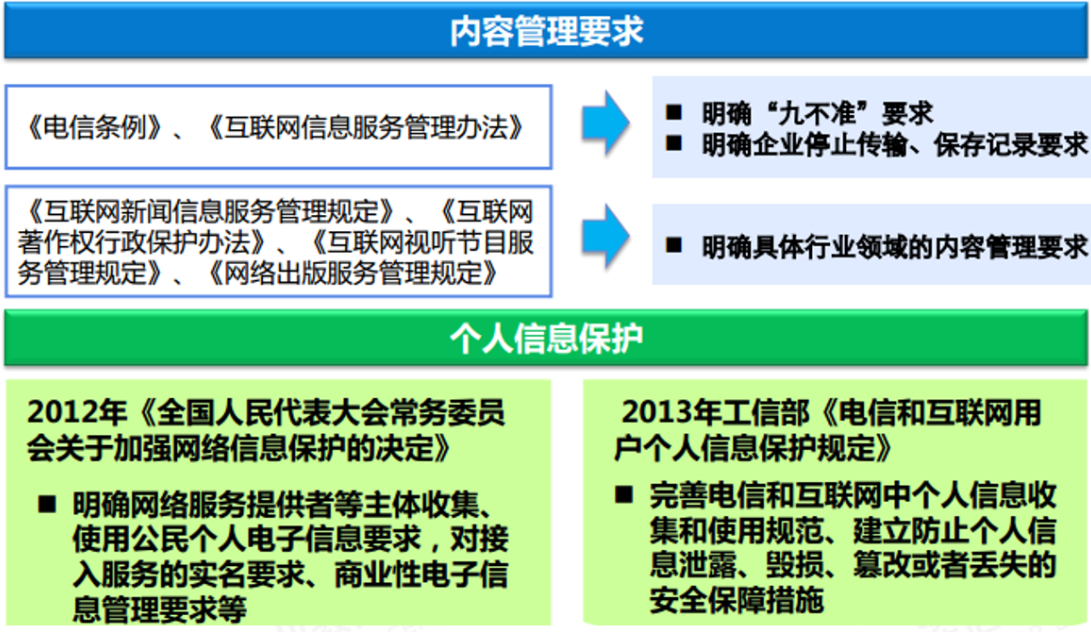 内容管理要求
《电信条例》、《互联网信息服务管理办法》
■ 明确“九不准”要求
■ 明确企业停止传输、保存记录要求
《互联网新闻信息服务管理规定》、《互联网
著作权行政保护办法》、《互联网视听节目服
务管理规定》、《网络出版服务管理规定》
■ 明确具体行业领域的内容管理要求
个人信息保护
2012年《全国人民代表大会常务委员
会关于加强网络信息保护的决定》
■ 明确网络服务提供者等主体收集、
使用公民个人电子信息要求，对接
入服务的实名要求、商业性电子信
息管理要求等
2013年工信部《电信和互联网用
户个人信息保护规定》
■ 完善电信和互联网中个人信息收
集和使用规范、建立防止个人信
息泄露、毁损、篡改或者丢失的
安全保障措施